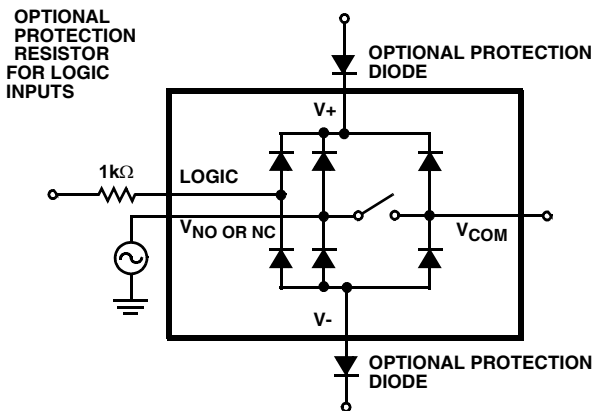 OPTIONAL
PROTECTION
RESISTOR
FOR LOGIC
INPUTS
OPTIONAL PROTECTION
DIODE
V+
1kΩ
LOGIC
VNO OR NC
VCOM
V-
OPTIONAL PROTECTION
DIODE